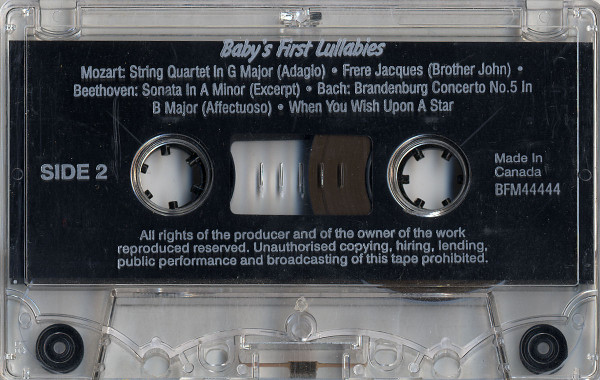 Baby's First Lullabies
Mozart: String Quartet In G Major (Adagio) • Frere Jacques (Brother John) •
Beethoven: Sonata In A Minor (Excerpt) • Bach: Brandenburg Concerto No.5 In
B Major (Affectuoso) • When You Wish Upon A Star
SIDE 2
Made In
Canada
BFM44444
All rights of the producer and of the owner of the work
reproduced reserved. Unauthorised copying, hiring, lending,
public performance and broadcasting of this tape prohibited.